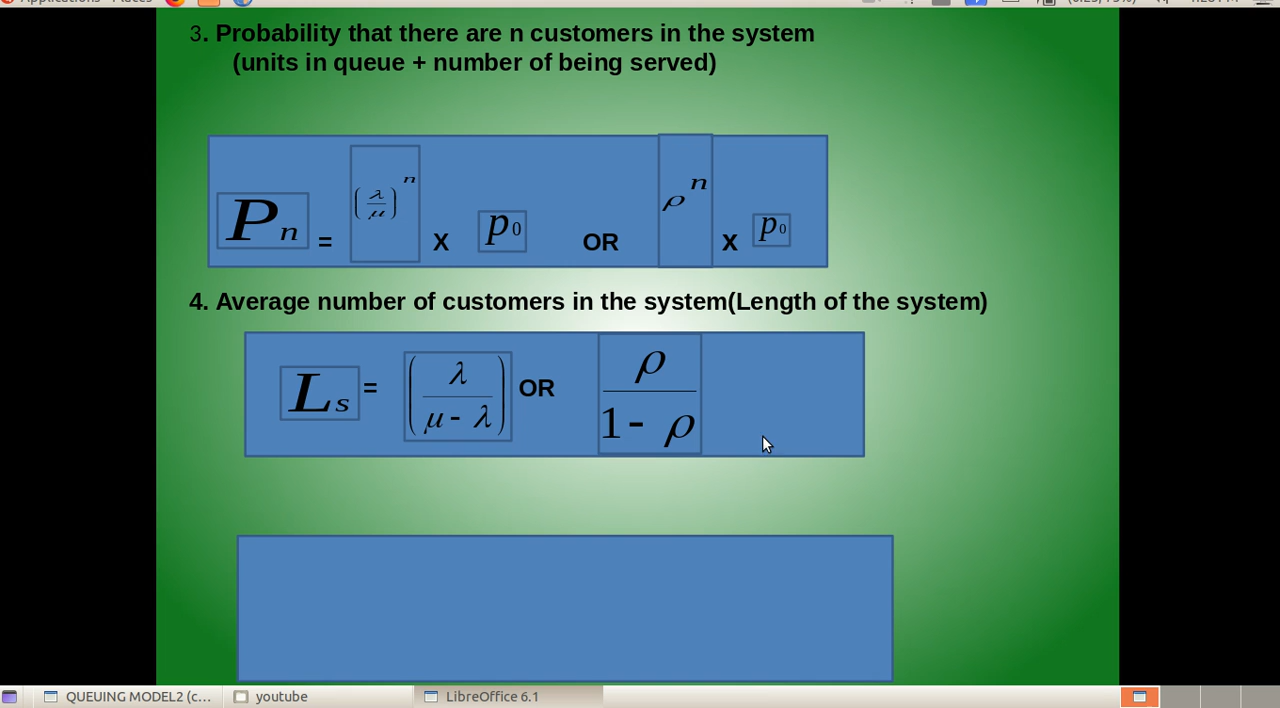 3. Probability that there are n customers in the system
(units in queue + number of being served)
Pn = (λ/μ)^n X p0 OR ρ^n x p0
4. Average number of customers in the system(Length of the system)
Ls = (λ/(μ - λ)) OR ρ/(1 - ρ)
QUEUING MODEL2 (c... youtube LibreOffice 6.1